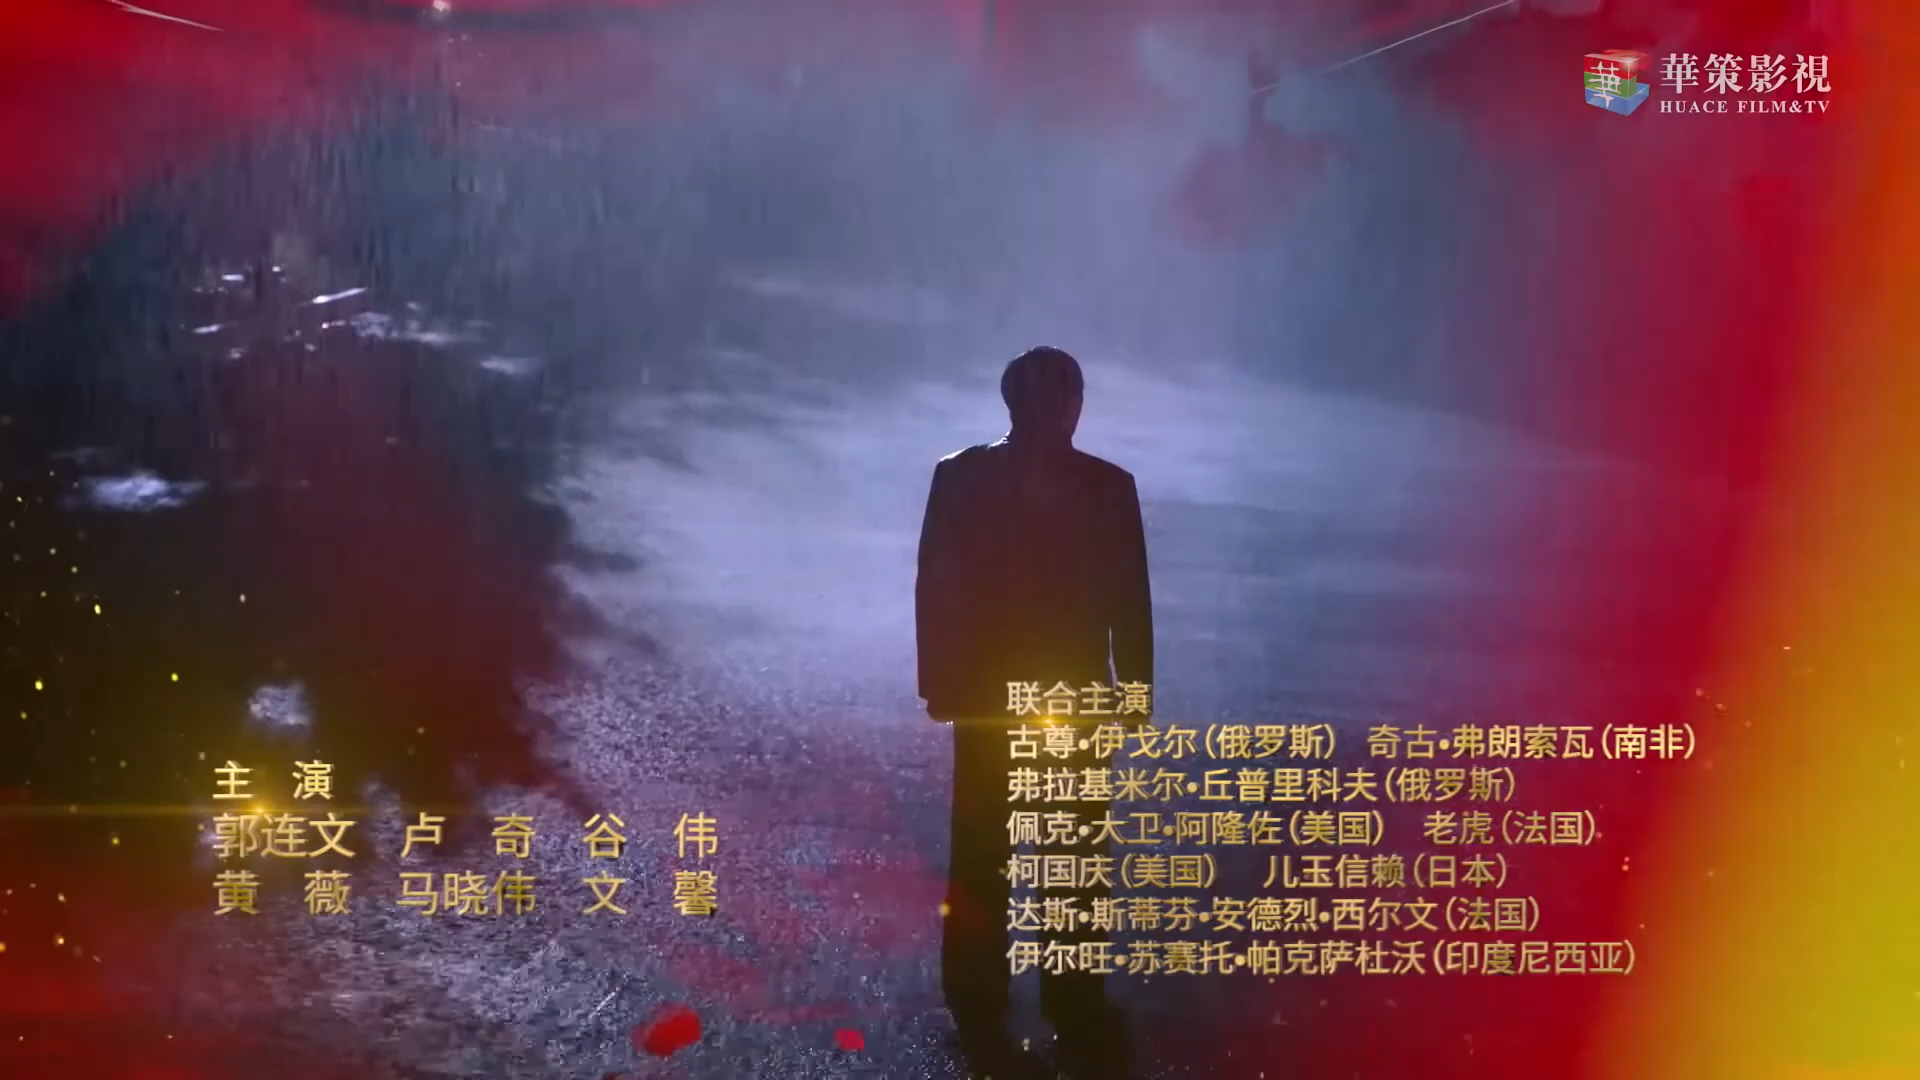 華策影視
HUACE FILM&TV
主 演
郭连文 卢 奇 谷 伟
黄 薇 马晓伟 文 馨
联合主演
古尊•伊戈尔(俄罗斯) 奇古•弗朗索瓦(南非)
弗拉基米尔•丘普里科夫(俄罗斯)
佩克•大卫•阿隆佐(美国) 老虎(法国)
柯国庆(美国) 儿玉信赖(日本)
达斯•斯蒂芬•安德烈•西尔文(法国)
伊尔旺•苏赛托•帕克萨杜沃(印度尼西亚)